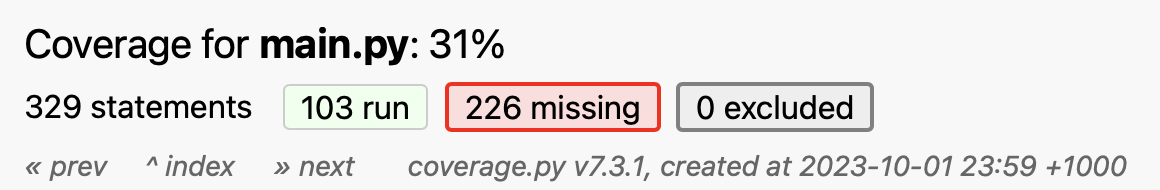 Coverage for main.py: 31%
329 statements 103 run 226 missing 0 excluded
« prev ^ index » next coverage.py v7.3.1, created at 2023-10-01 23:59 +1000